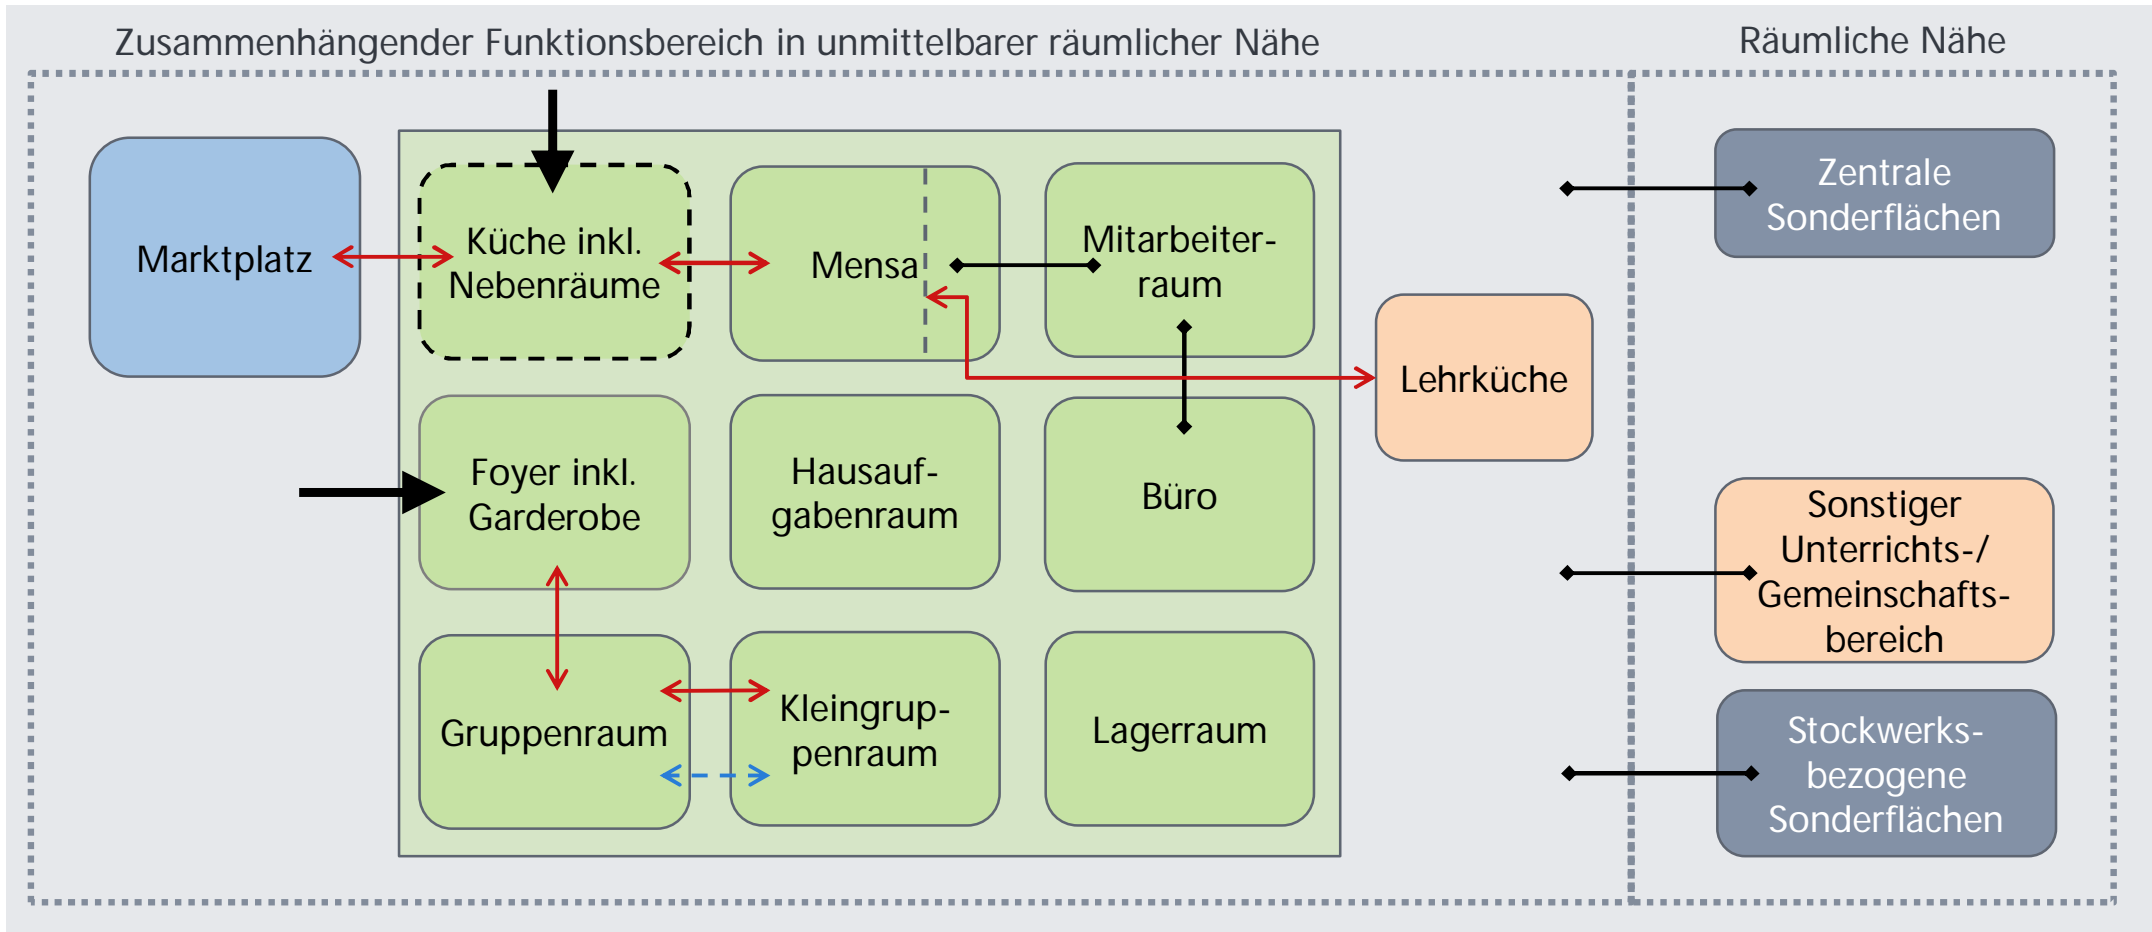 Zusammenhängender Funktionsbereich in unmittelbarer räumlicher Nähe
Räumliche Nähe
Marktplatz
Küche inkl.
Nebenräume
Mensa
Mitarbeiter-
raum
Zentrale
Sonderflächen
Lehrküche
Foyer inkl.
Garderobe
Hausauf-
gabenraum
Büro
Sonstiger
Unterrichts-/
Gemeinschafts-
bereich
Gruppenraum
Kleingrup-
penraum
Lagerraum
Stockwerks-
bezogene
Sonderflächen